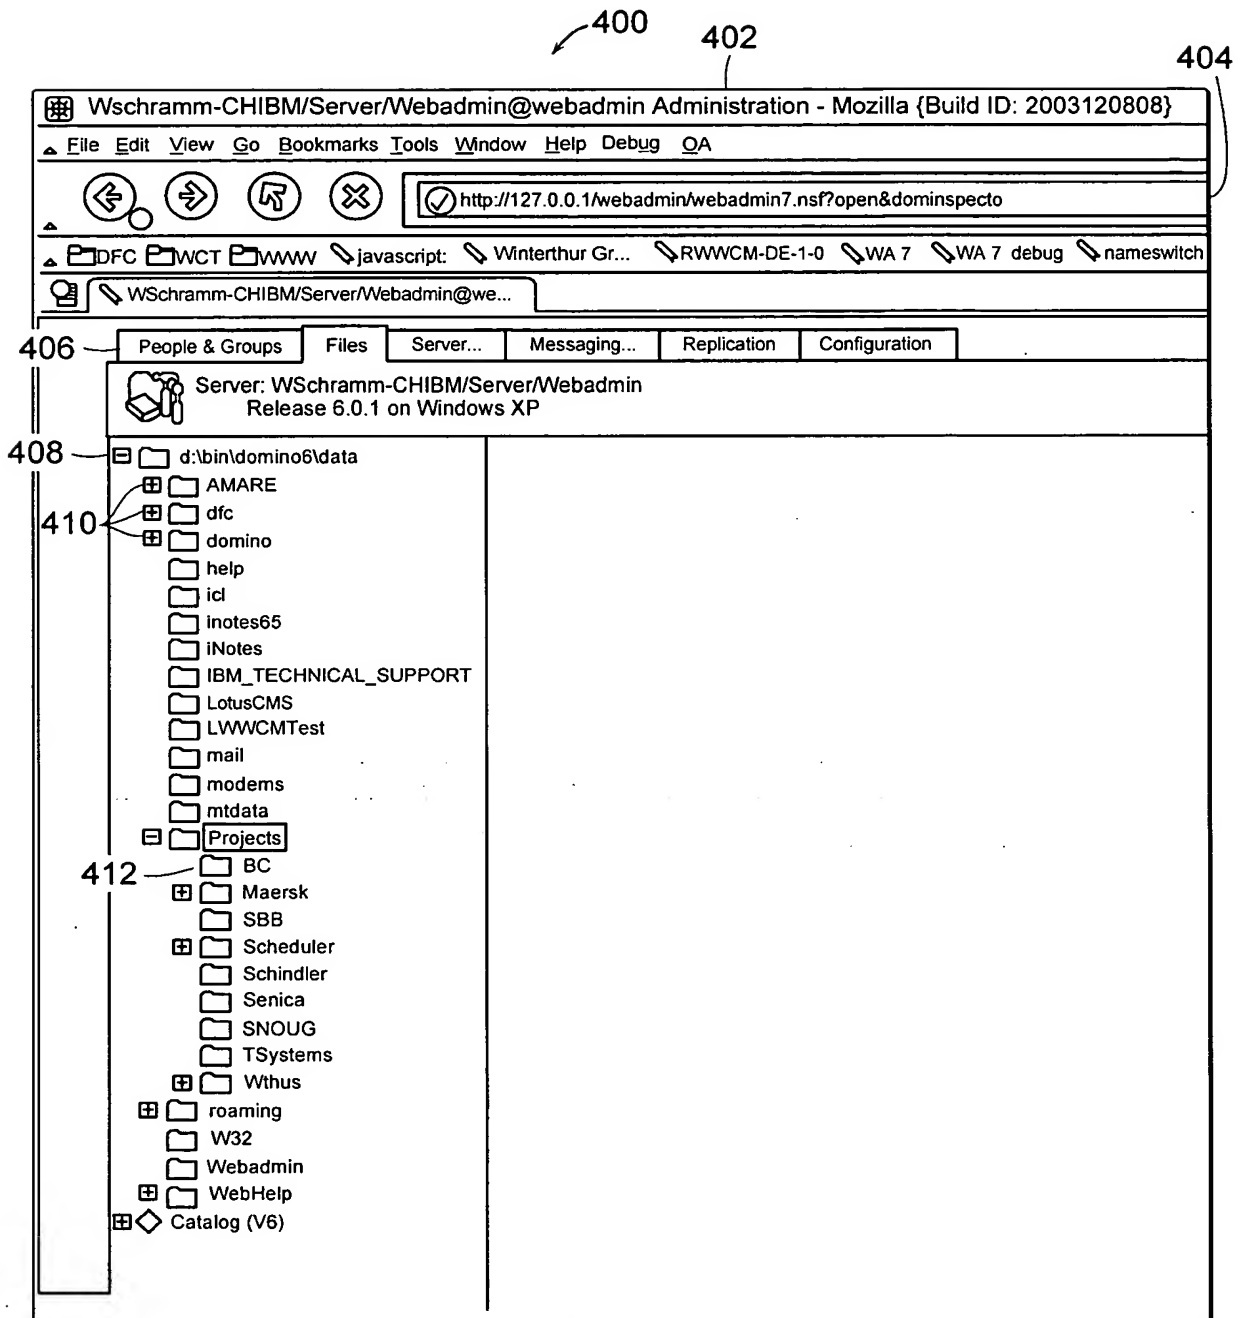 400
402
404
Wschramm-CHIBM/Server/Webadmin@webadmin Administration - Mozilla {Build ID: 2003120808}
File Edit View Go Bookmarks Tools Window Help Debug QA
http://127.0.0.1/webadmin/webadmin7.nsf?open&dominspecto
DFC WCT WWW javascript: Winterthur Gr... RWWCM-DE-1-0 WA 7 WA 7 debug nameswitch
WSchramm-CHIBM/Server/Webadmin@we...
406 People & Groups Files Server... Messaging... Replication Configuration
Server: WSchramm-CHIBM/Server/Webadmin
Release 6.0.1 on Windows XP
408 d:\bin\domino6\data
AMARE
410 dfc
domino
help
icl
inotes65
iNotes
IBM_TECHNICAL_SUPPORT
LotusCMS
LWWCMTest
mail
modems
mtdata
Projects
412 BC
Maersk
SBB
Scheduler
Schindler
Senica
SNOUG
TSystems
Wthus
roaming
W32
Webadmin
WebHelp
Catalog (V6)